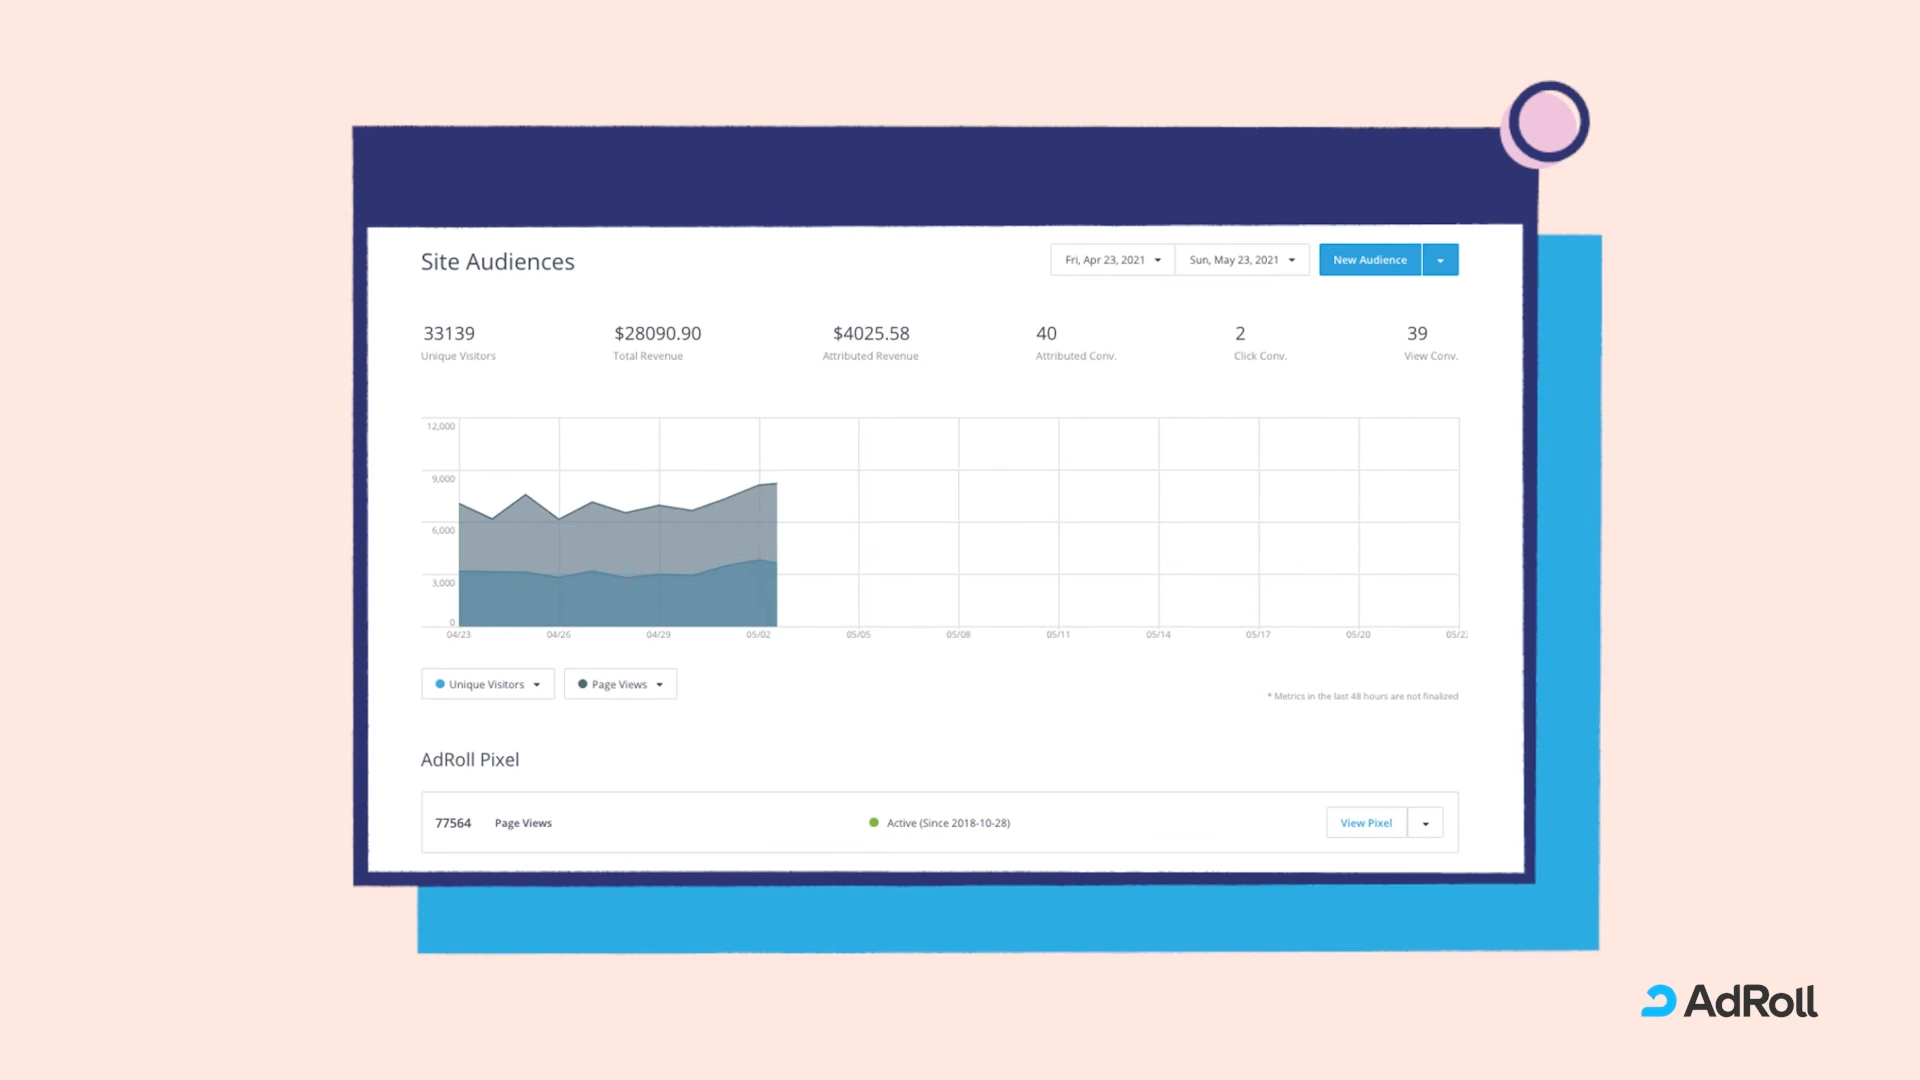 Site Audiences
Fri, Apr 23, 2021
Sun, May 23, 2021
New Audience
33139
Unique Visitors
$28090.90
Total Revenue
$4025.58
Attributed Revenue
40
Attributed Conv.
2
Click Conv.
39
View Conv.
12,000
9,000
6,000
3,000
0
04/23 04/26 04/29 05/02 05/05 05/08 05/11 05/14 05/17 05/20 05/2
Unique Visitors
Page Views
* Metrics in the last 48 hours are not finalized
AdRoll Pixel
77564 Page Views
Active (Since 2018-10-28)
View Pixel
AdRoll